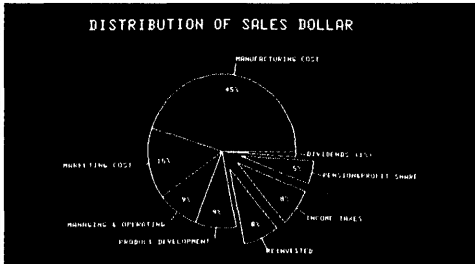 DISTRIBUTION OF SALES DOLLAR
MANUFACTURING COST
45%
DIVIDENDS (1%)
5%
PENSION&PROFIT SHARE
MARKETING COST
15%
8%
INCOME TAXES
9%
MANAGING & OPERATING
9%
PRODUCT DEVELOPMENT
8%
REINVESTED